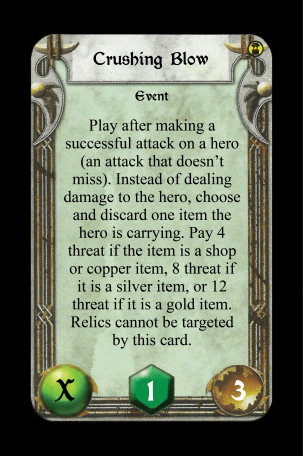 Crushing Blow
Event
Play after making a
successful attack on a hero
(an attack that doesn't
miss). Instead of dealing
damage to the hero, choose
and discard one item the
hero is carrying. Pay 4
threat if the item is a shop
or copper item, 8 threat if
it is a silver item, or 12
threat if it is a gold item.
Relics cannot be targeted
by this card.
X 1 3